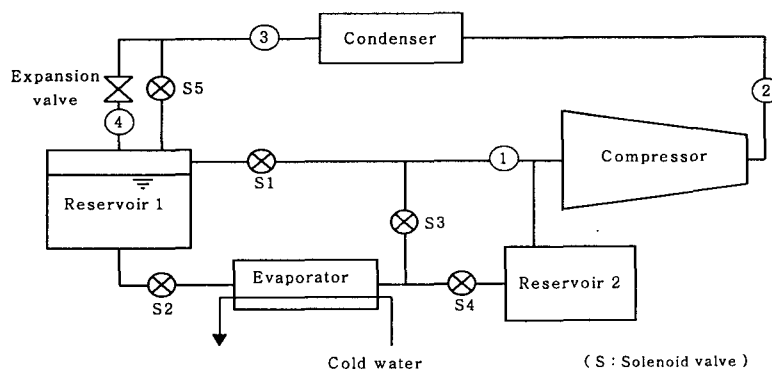 3
Condenser
2
Expansion
valve
S5
4
1
Compressor
S1
Reservoir 1
S3
Evaporator
Reservoir 2
S2
S4
Cold water
(S : Solenoid valve)